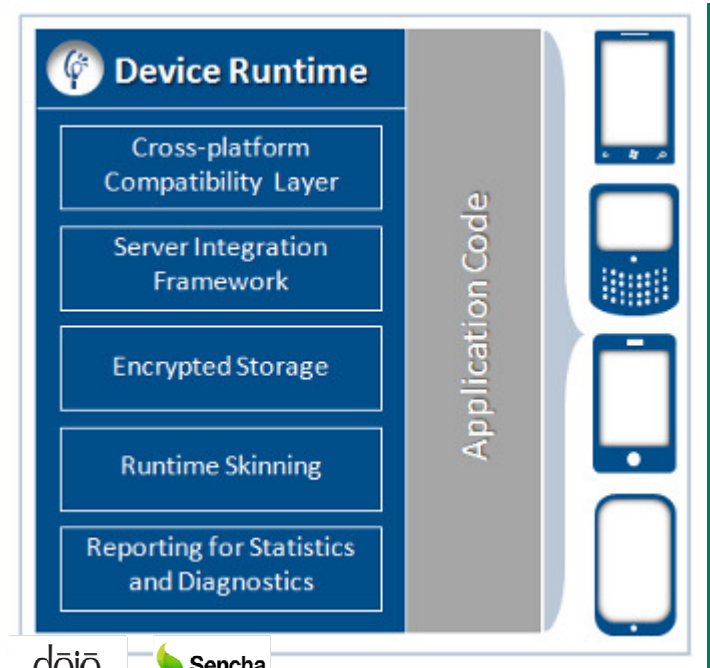 Device Runtime
Cross-platform
Compatibility Layer
Server Integration
Framework
Encrypted Storage
Runtime Skinning
Reporting for Statistics
and Diagnostics
Application Code
dōjō
Sencha